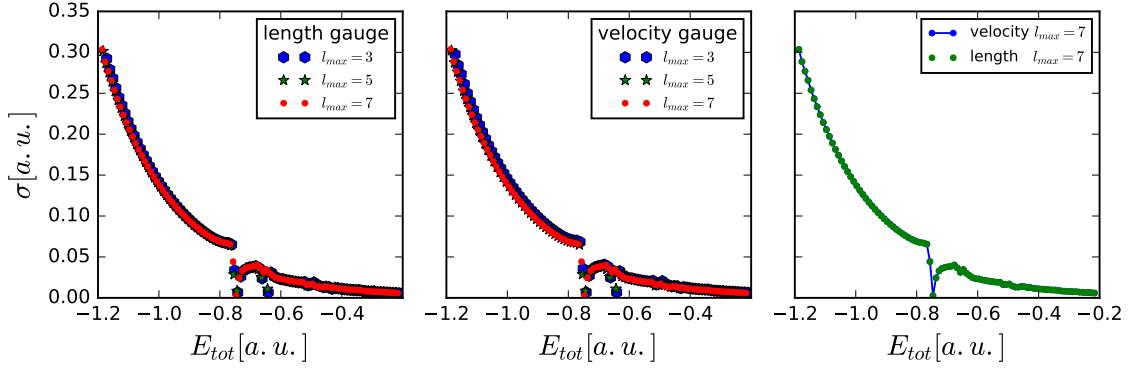 0.35
0.30
0.25
0.20
0.15
0.10
0.05
0.00
σ[a. u.]
length gauge
l_max = 3
l_max = 5
l_max = 7
−1.2 −1.0 −0.8 −0.6 −0.4
E_tot[a. u.]
velocity gauge
l_max = 3
l_max = 5
l_max = 7
−1.2 −1.0 −0.8 −0.6 −0.4
E_tot[a. u.]
velocity l_max = 7
length l_max = 7
−1.2 −1.0 −0.8 −0.6 −0.4 −0.2
E_tot[a. u.]